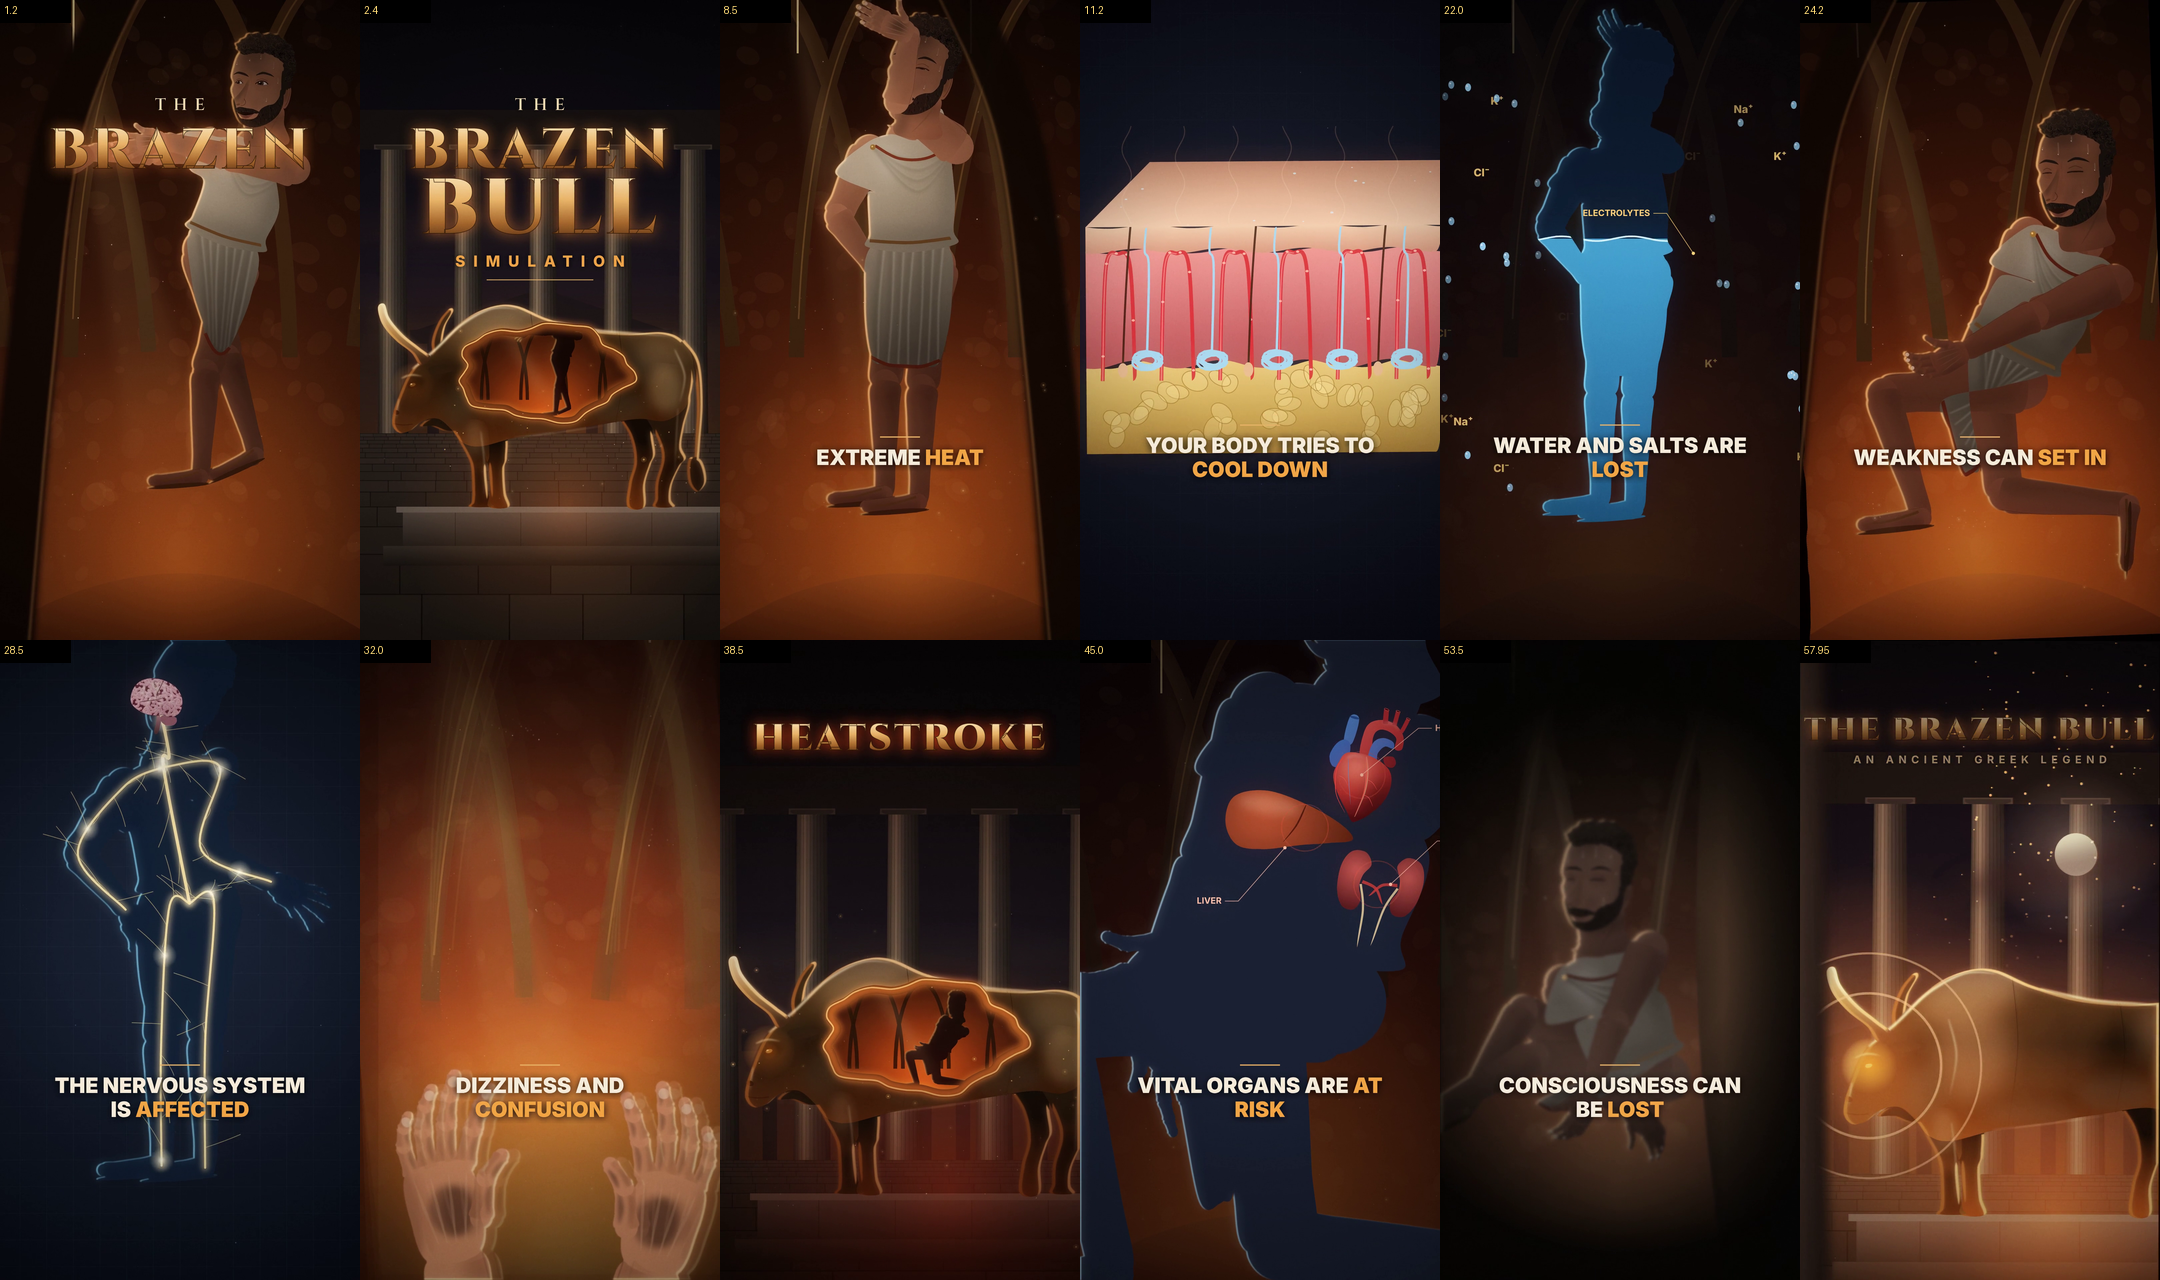 1.2
THE
BRAZEN
2.4
THE
BRAZEN
BULL
SIMULATION
8.5
EXTREME HEAT
11.2
YOUR BODY TRIES TO
COOL DOWN
22.0
K⁺
Na⁺
K⁺
Cl⁻
Cl⁻
ELECTROLYTES
Cl⁻
K⁺
K⁺
Na⁺
Cl⁻
WATER AND SALTS ARE
LOST
24.2
WEAKNESS CAN SET IN
28.5
THE NERVOUS SYSTEM
IS AFFECTED
32.0
DIZZINESS AND
CONFUSION
38.5
HEATSTROKE
45.0
H
LIVER
VITAL ORGANS ARE AT
RISK
53.5
CONSCIOUSNESS CAN
BE LOST
57.95
THE BRAZEN BULL
AN ANCIENT GREEK LEGEND